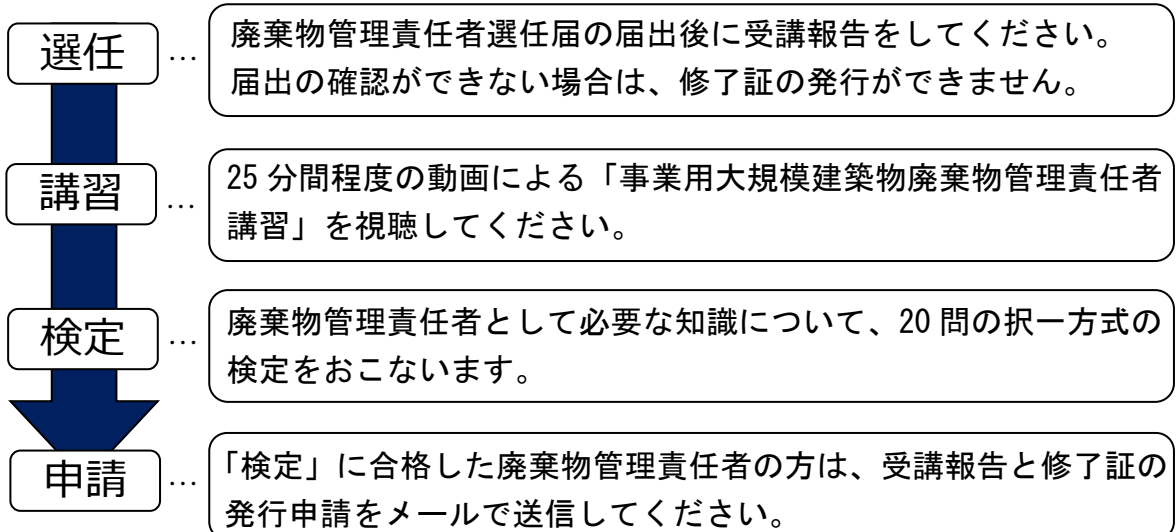 選任
…
廃棄物管理責任者選任届の届出後に受講報告をしてください。
届出の確認ができない場合は、修了証の発行ができません。
講習
…
25分間程度の動画による「事業用大規模建築物廃棄物管理責任者
講習」を視聴してください。
検定
…
廃棄物管理責任者として必要な知識について、20問の択一方式の
検定をおこないます。
申請
…
「検定」に合格した廃棄物管理責任者の方は、受講報告と修了証の
発行申請をメールで送信してください。